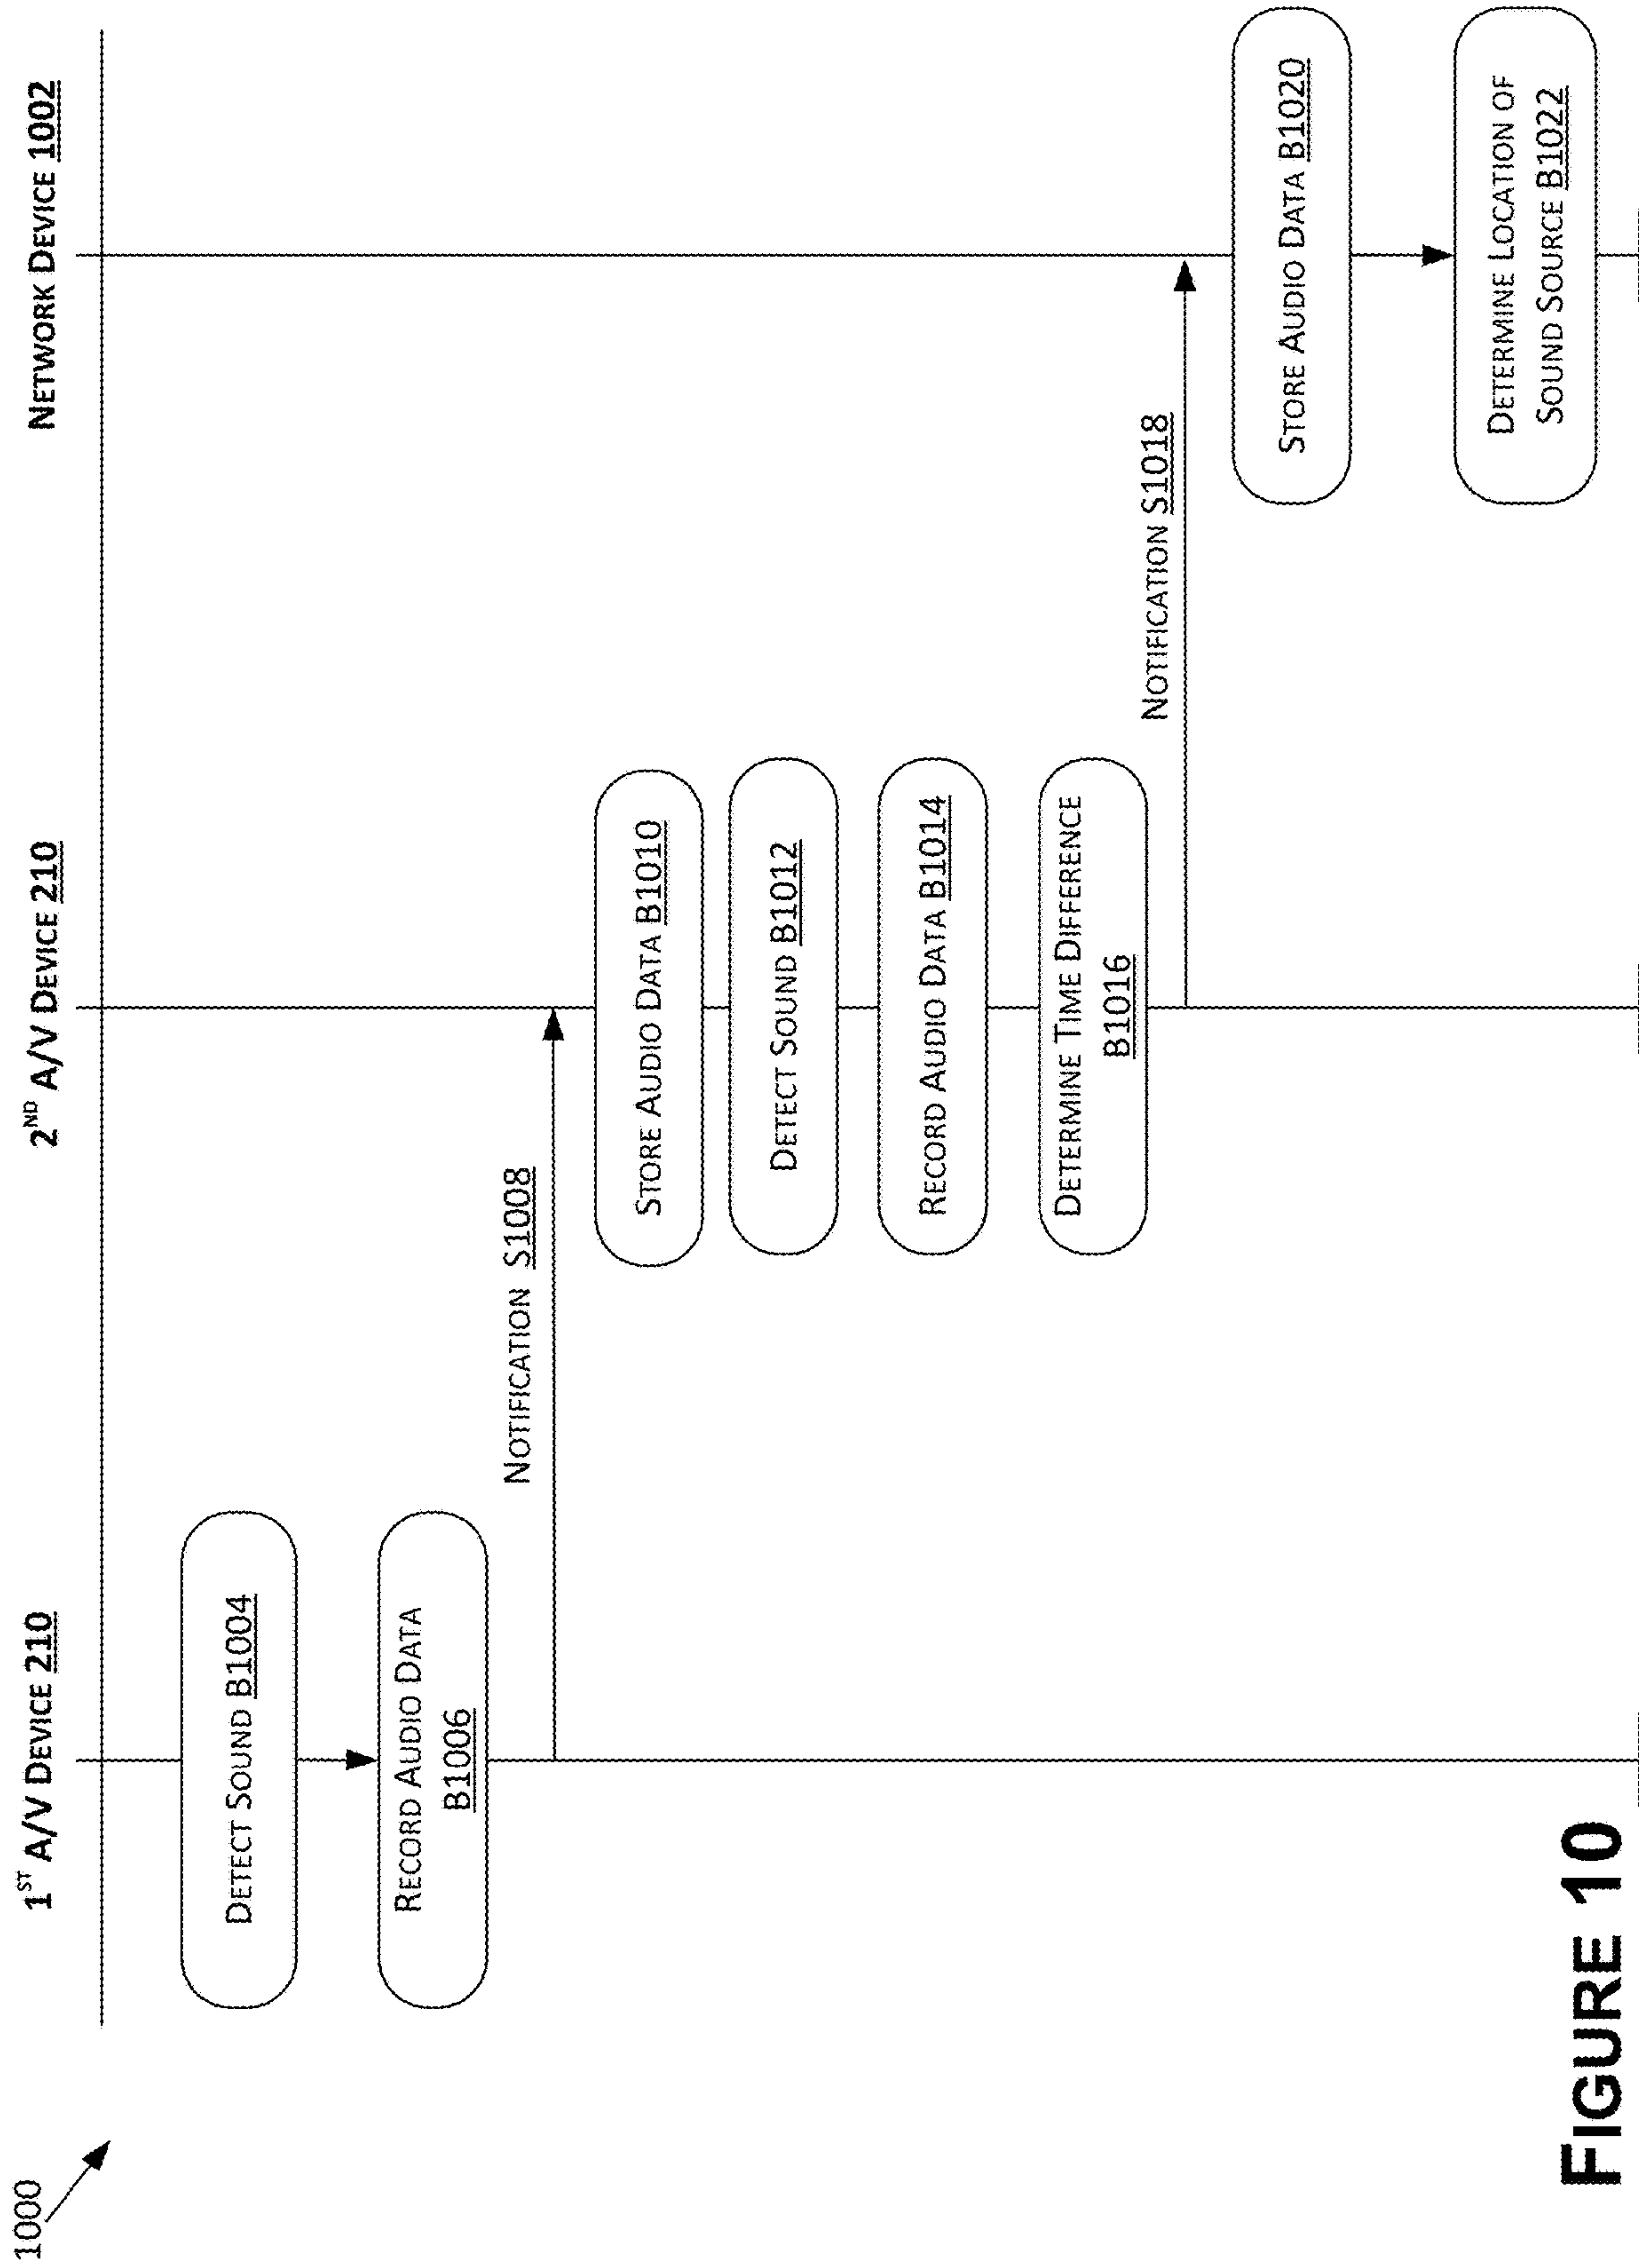 1000
1ST A/V DEVICE 210
2ND A/V DEVICE 210
NETWORK DEVICE 1002
DETECT SOUND B1004
RECORD AUDIO DATA
B1006
NOTIFICATION S1008
STORE AUDIO DATA B1010
DETECT SOUND B1012
RECORD AUDIO DATA B1014
DETERMINE TIME DIFFERENCE
B1016
NOTIFICATION S1018
STORE AUDIO DATA B1020
DETERMINE LOCATION OF
SOUND SOURCE B1022
FIGURE 10